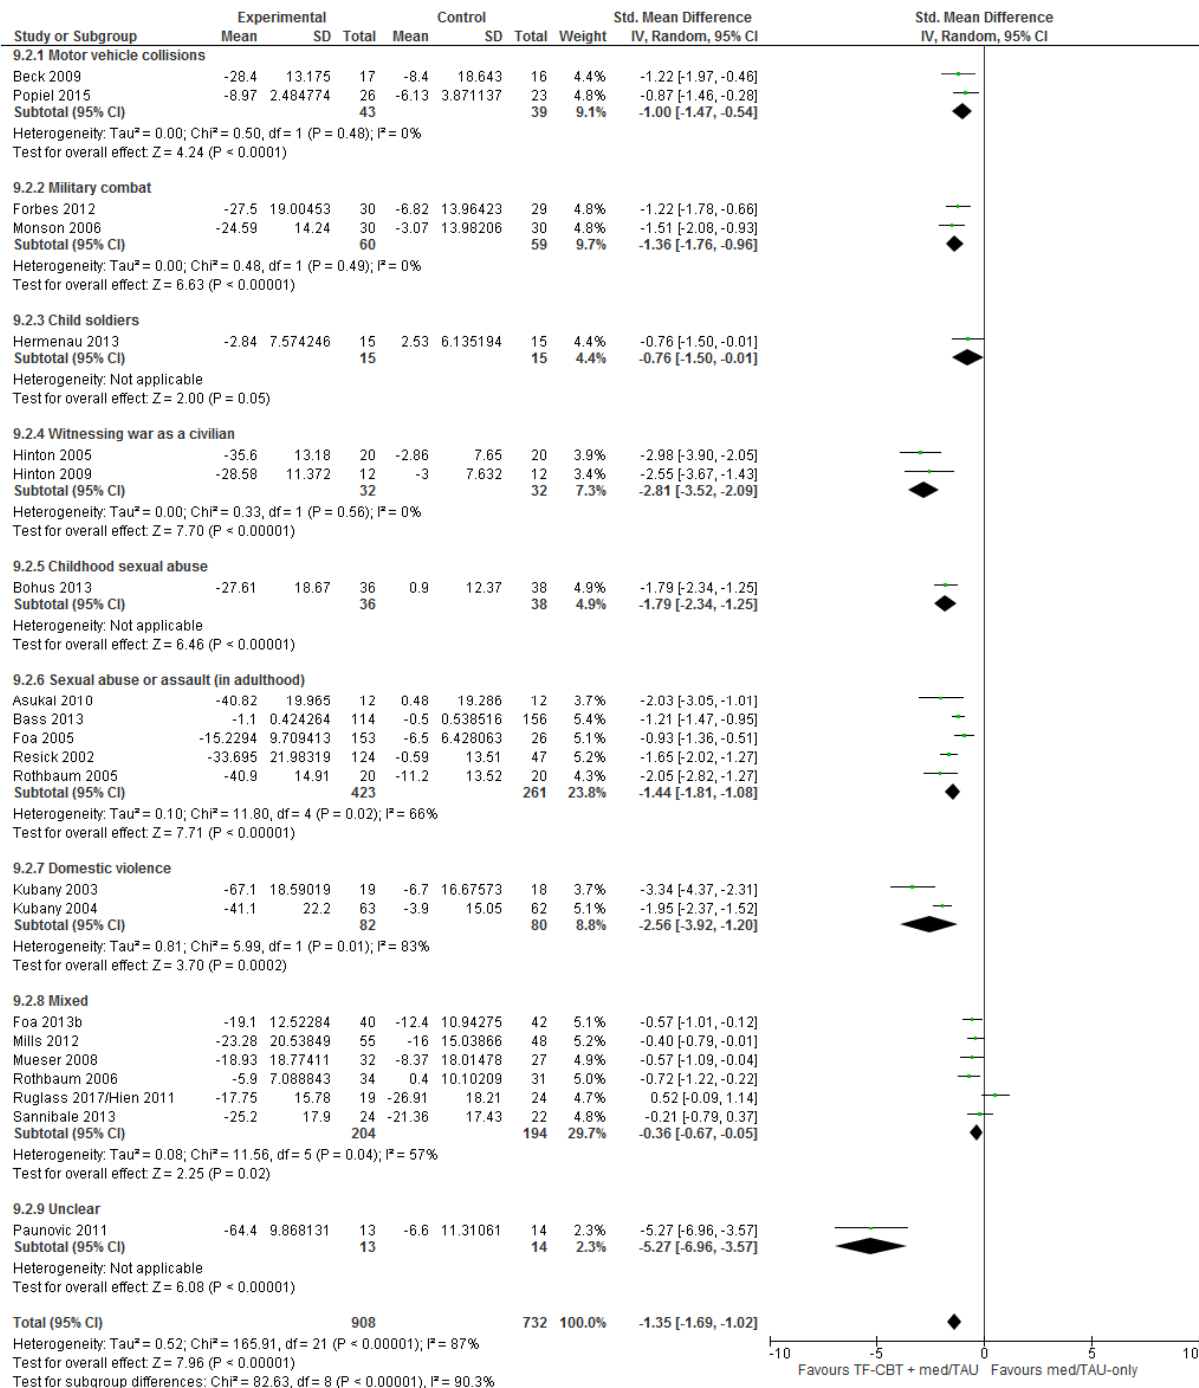 Experimental Control Std. Mean Difference Std. Mean Difference
Study or Subgroup Mean SD Total Mean SD Total Weight IV, Random, 95% CI IV, Random, 95% CI
9.2.1 Motor vehicle collisions
Beck 2009 -28.4 13.175 17 -8.4 18.643 16 4.4% -1.22 [-1.97, -0.46]
Popiel 2015 -8.97 2.484774 26 -6.13 3.871137 23 4.8% -0.87 [-1.46, -0.28]
Subtotal (95% CI) 43 39 9.1% -1.00 [-1.47, -0.54]
Heterogeneity: Tau² = 0.00; Chi² = 0.50, df = 1 (P = 0.48); I² = 0%
Test for overall effect: Z = 4.24 (P < 0.0001)
9.2.2 Military combat
Forbes 2012 -27.5 19.00453 30 -6.82 13.96423 29 4.8% -1.22 [-1.78, -0.66]
Monson 2006 -24.59 14.24 30 -3.07 13.98206 30 4.8% -1.51 [-2.08, -0.93]
Subtotal (95% CI) 60 59 9.7% -1.36 [-1.76, -0.96]
Heterogeneity: Tau² = 0.00; Chi² = 0.48, df = 1 (P = 0.49); I² = 0%
Test for overall effect: Z = 6.63 (P < 0.00001)
9.2.3 Child soldiers
Hermenau 2013 -2.84 7.574246 15 2.53 6.135194 15 4.4% -0.76 [-1.50, -0.01]
Subtotal (95% CI) 15 15 4.4% -0.76 [-1.50, -0.01]
Heterogeneity: Not applicable
Test for overall effect: Z = 2.00 (P = 0.05)
9.2.4 Witnessing war as a civilian
Hinton 2005 -35.6 13.18 20 -2.86 7.65 20 3.9% -2.98 [-3.90, -2.05]
Hinton 2009 -28.58 11.372 12 -3 7.632 12 3.4% -2.55 [-3.67, -1.43]
Subtotal (95% CI) 32 32 7.3% -2.81 [-3.52, -2.09]
Heterogeneity: Tau² = 0.00; Chi² = 0.33, df = 1 (P = 0.56); I² = 0%
Test for overall effect: Z = 7.70 (P < 0.00001)
9.2.5 Childhood sexual abuse
Bohus 2013 -27.61 18.67 36 0.9 12.37 38 4.9% -1.79 [-2.34, -1.25]
Subtotal (95% CI) 36 38 4.9% -1.79 [-2.34, -1.25]
Heterogeneity: Not applicable
Test for overall effect: Z = 6.46 (P < 0.00001)
9.2.6 Sexual abuse or assault (in adulthood)
Asukai 2010 -40.82 19.965 12 0.48 19.286 12 3.7% -2.03 [-3.05, -1.01]
Bass 2013 -1.1 0.424264 114 -0.5 0.538516 156 5.4% -1.21 [-1.47, -0.95]
Foa 2005 -15.2294 9.709413 153 -6.5 6.428063 26 5.1% -0.93 [-1.36, -0.51]
Resick 2002 -33.695 21.98319 124 -0.59 13.51 47 5.2% -1.65 [-2.02, -1.27]
Rothbaum 2005 -40.9 14.91 20 -11.2 13.52 20 4.3% -2.05 [-2.82, -1.27]
Subtotal (95% CI) 423 261 23.8% -1.44 [-1.81, -1.08]
Heterogeneity: Tau² = 0.10; Chi² = 11.80, df = 4 (P = 0.02); I² = 66%
Test for overall effect: Z = 7.71 (P < 0.00001)
9.2.7 Domestic violence
Kubany 2003 -67.1 18.59019 19 -6.7 16.67573 18 3.7% -3.34 [-4.37, -2.31]
Kubany 2004 -41.1 22.2 63 -3.9 15.05 62 5.1% -1.95 [-2.37, -1.52]
Subtotal (95% CI) 82 80 8.8% -2.56 [-3.92, -1.20]
Heterogeneity: Tau² = 0.81; Chi² = 5.99, df = 1 (P = 0.01); I² = 83%
Test for overall effect: Z = 3.70 (P = 0.0002)
9.2.8 Mixed
Foa 2013b -19.1 12.52284 40 -12.4 10.94275 42 5.1% -0.57 [-1.01, -0.12]
Mills 2012 -23.28 20.53849 55 -16 15.03866 48 5.2% -0.40 [-0.79, -0.01]
Mueser 2008 -18.93 18.77411 32 -8.37 18.01478 27 4.9% -0.57 [-1.09, -0.04]
Rothbaum 2006 -5.9 7.088843 34 0.4 10.10209 31 5.0% -0.72 [-1.22, -0.22]
Ruglass 2017/Hien 2011 -17.75 15.78 19 -26.91 18.21 24 4.7% 0.52 [-0.09, 1.14]
Sannibale 2013 -25.2 17.9 24 -21.36 17.43 22 4.8% -0.21 [-0.79, 0.37]
Subtotal (95% CI) 204 194 29.7% -0.36 [-0.67, -0.05]
Heterogeneity: Tau² = 0.08; Chi² = 11.56, df = 5 (P = 0.04); I² = 57%
Test for overall effect: Z = 2.25 (P = 0.02)
9.2.9 Unclear
Paunovic 2011 -64.4 9.868131 13 -6.6 11.31061 14 2.3% -5.27 [-6.96, -3.57]
Subtotal (95% CI) 13 14 2.3% -5.27 [-6.96, -3.57]
Heterogeneity: Not applicable
Test for overall effect: Z = 6.08 (P < 0.00001)
Total (95% CI) 908 732 100.0% -1.35 [-1.69, -1.02]
Heterogeneity: Tau² = 0.52; Chi² = 165.91, df = 21 (P < 0.00001); I² = 87%
Test for overall effect: Z = 7.96 (P < 0.00001)
Test for subgroup differences: Chi² = 82.63, df = 8 (P < 0.00001), I² = 90.3%
-10 -5 0 5 10
Favours TF-CBT + med/TAU Favours med/TAU-only